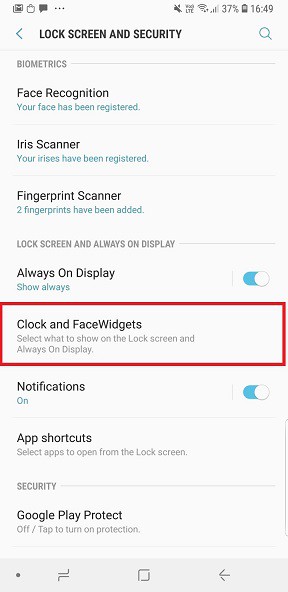 37% 16:49
LOCK SCREEN AND SECURITY
BIOMETRICS
Face Recognition
Your face has been registered.
Iris Scanner
Your irises have been registered.
Fingerprint Scanner
2 fingerprints have been added.
LOCK SCREEN AND ALWAYS ON DISPLAY
Always On Display
Show always
Clock and FaceWidgets
Select what to show on the Lock screen and
Always On Display.
Notifications
On
App shortcuts
Select apps to open from the Lock screen.
SECURITY
Google Play Protect
Off / Tap to turn on protection.